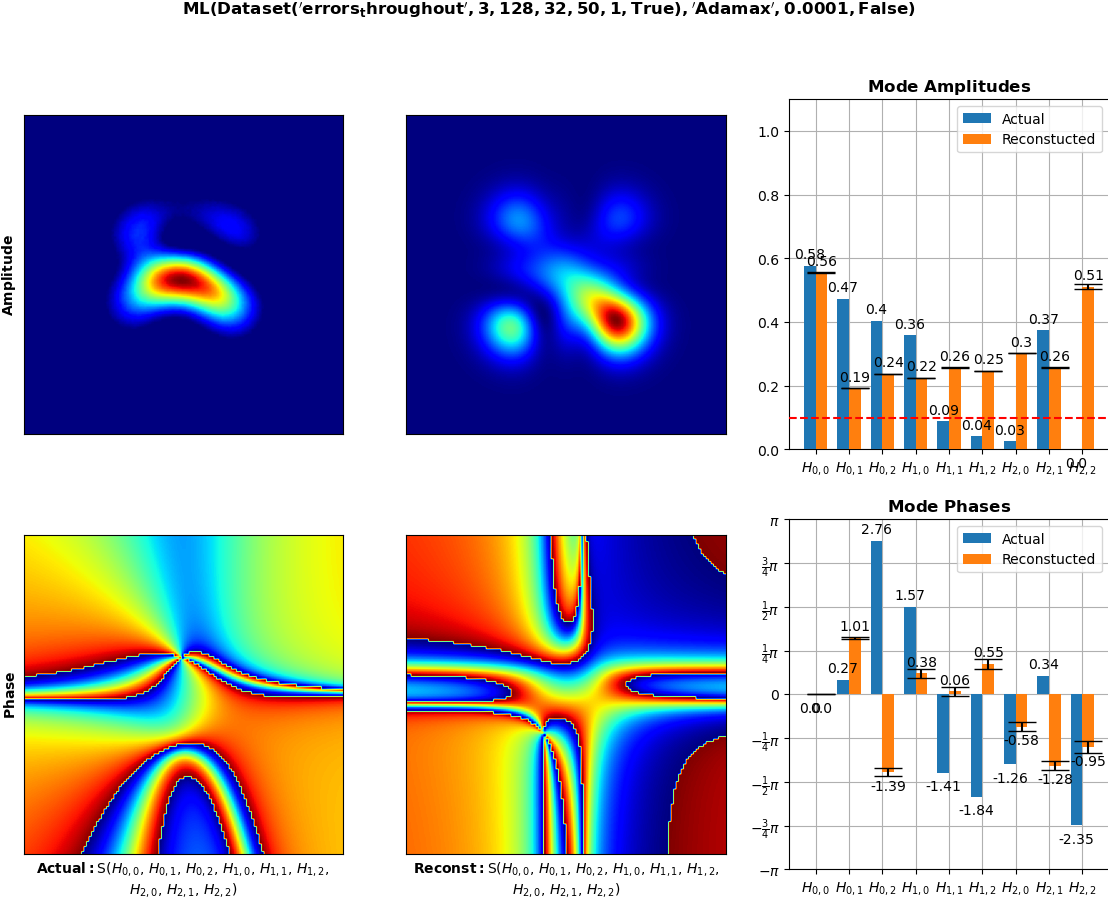 ML(Dataset('errors_throughout', 3, 128, 32, 50, 1, True), 'Adamax', 0.0001, False)
Amplitude
Mode Amplitudes
Actual
Reconstucted
1.0
0.8
0.6
0.4
0.2
0.0
0.58
0.56
0.47
0.19
0.4
0.24
0.36
0.22
0.09
0.26
0.04
0.25
0.03
0.3
0.37
0.26
0.0
0.51
H0,0 H0,1 H0,2 H1,0 H1,1 H1,2 H2,0 H2,1 H2,2
Phase
Actual: S(H0,0, H0,1, H0,2, H1,0, H1,1, H1,2,
H2,0, H2,1, H2,2)
Reconst: S(H0,0, H0,1, H0,2, H1,0, H1,1, H1,2,
H2,0, H2,1, H2,2)
Mode Phases
Actual
Reconstucted
π
3/4π
1/2π
1/4π
0
−1/4π
−1/2π
−3/4π
−π
0.0
0.0
0.27
1.01
2.76
-1.39
1.57
0.38
-1.41
0.06
-1.84
0.55
-1.26
-0.58
0.34
-1.28
-2.35
-0.95
H0,0 H0,1 H0,2 H1,0 H1,1 H1,2 H2,0 H2,1 H2,2